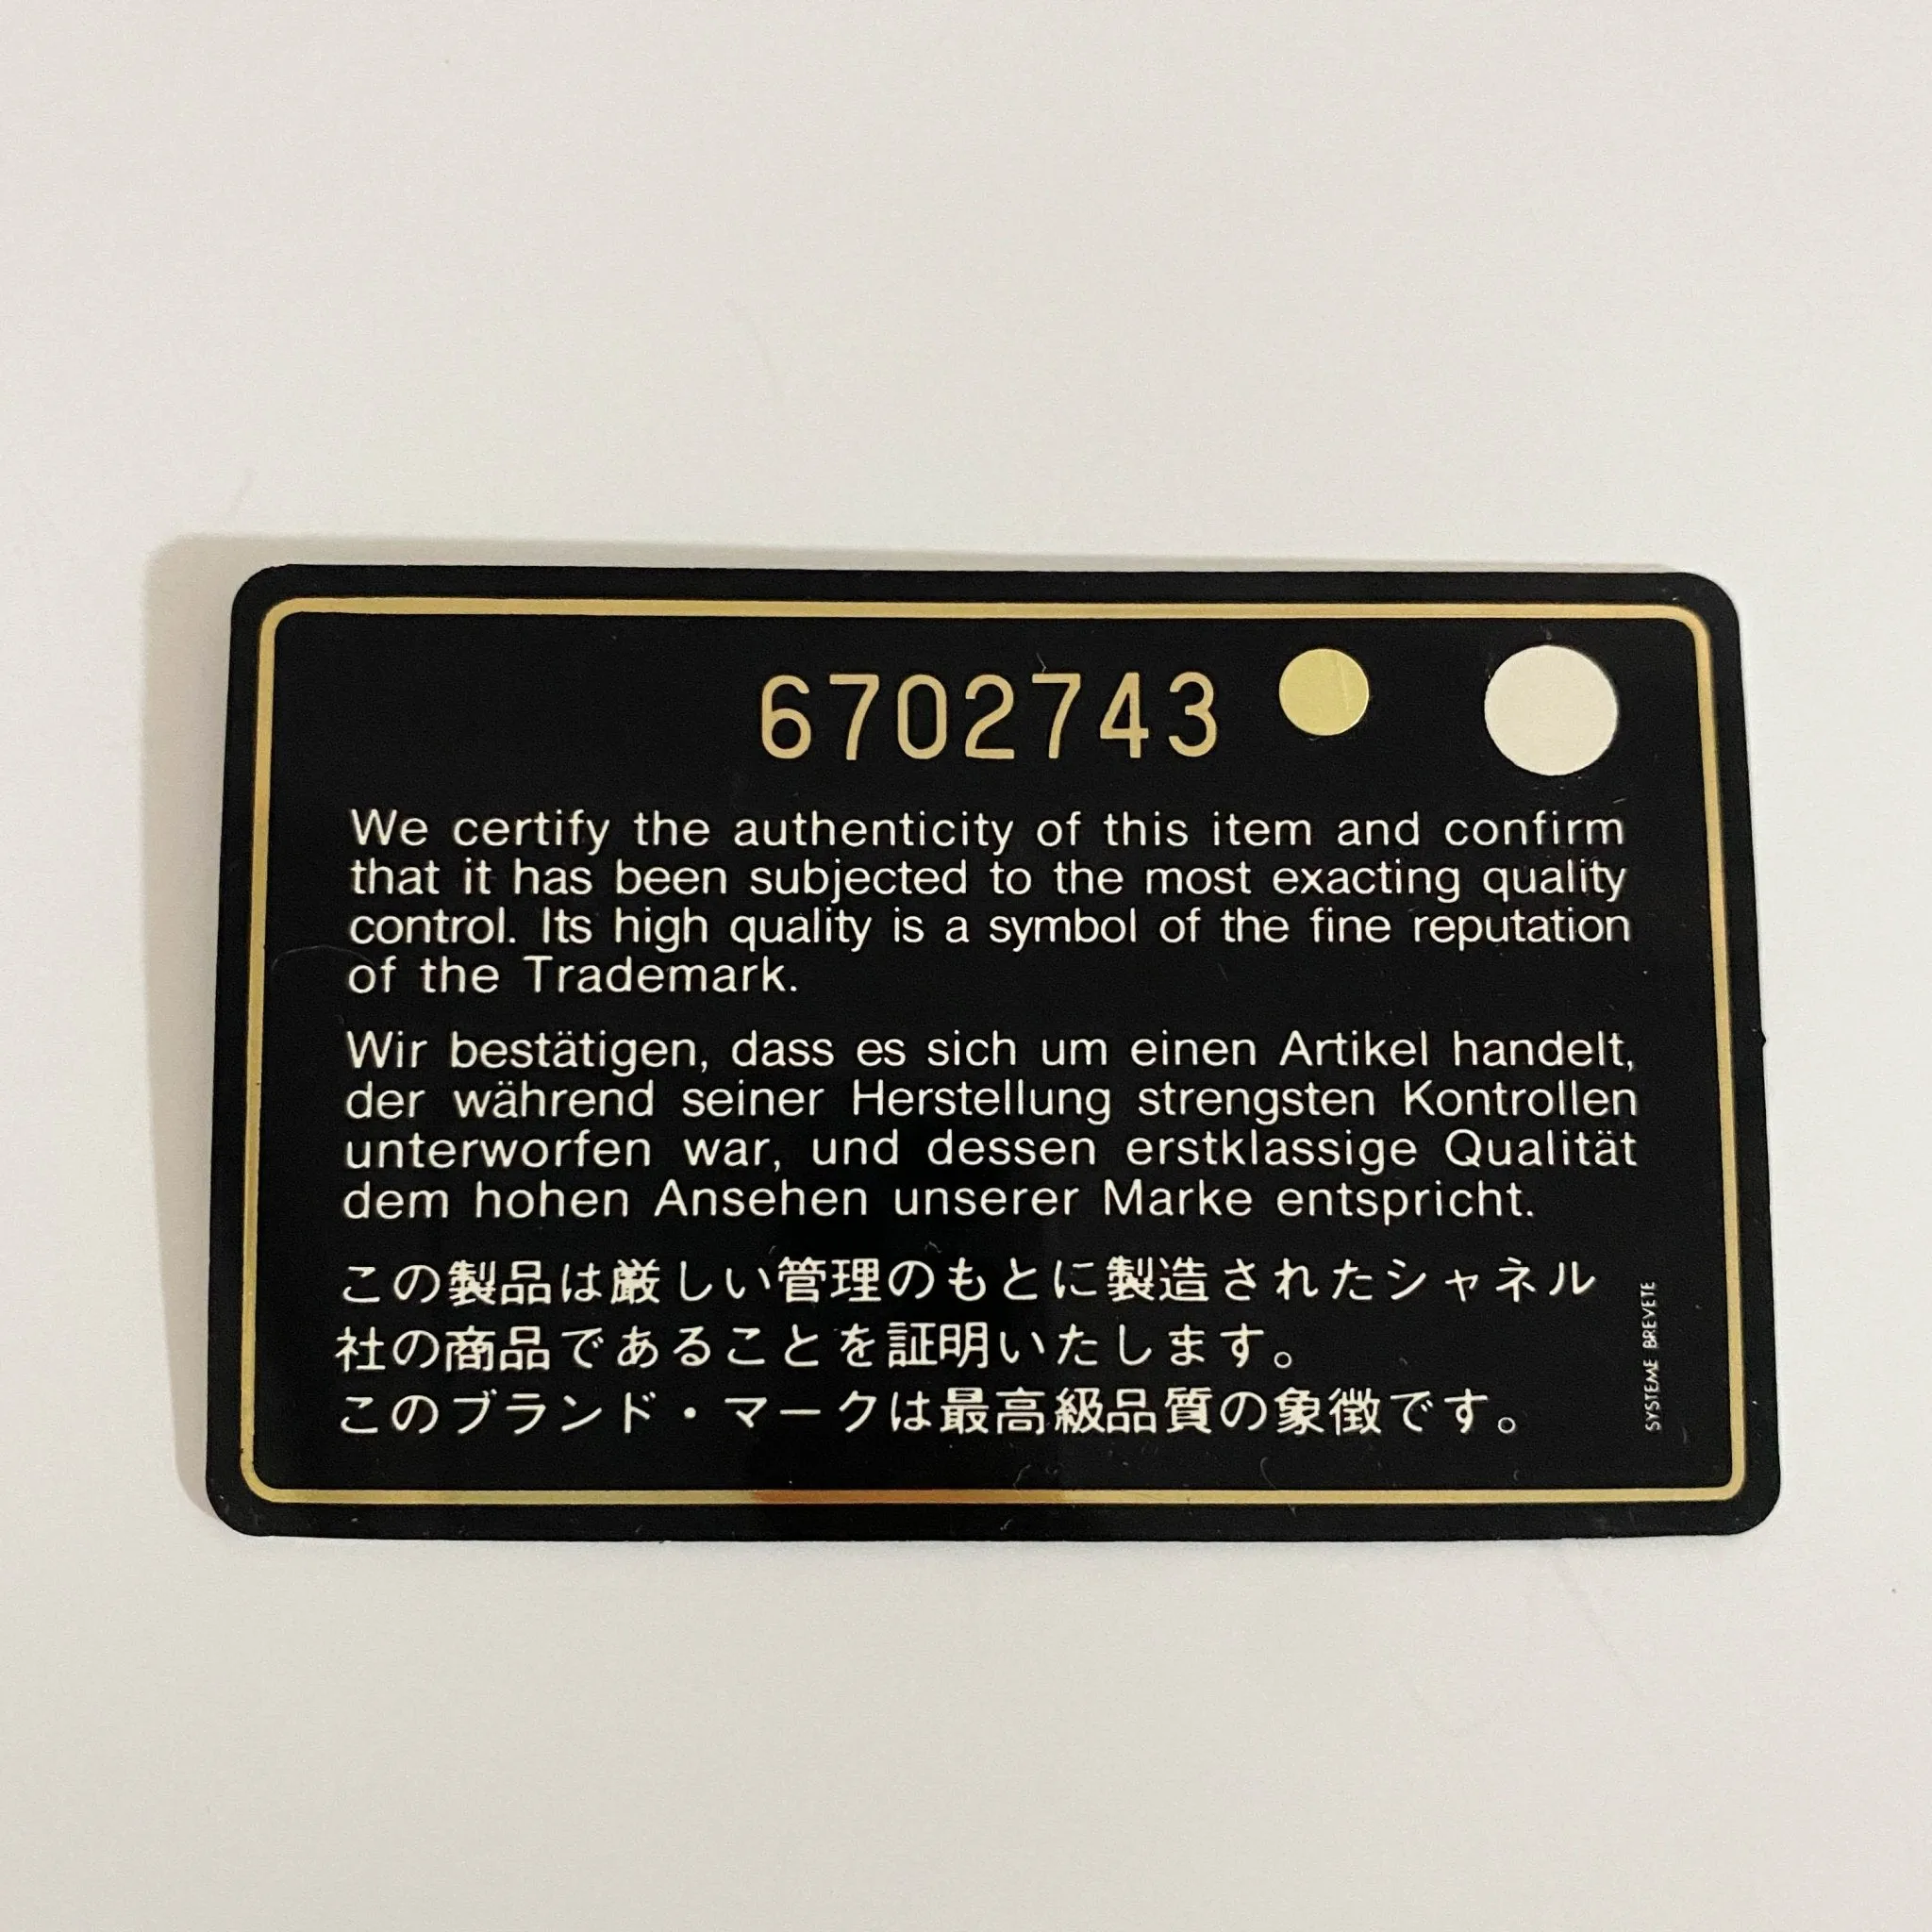 6702743
We certify the authenticity of this item and confirm
that it has been subjected to the most exacting quality
control. Its high quality is a symbol of the fine reputation
of the Trademark.
Wir bestätigen, dass es sich um einen Artikel handelt,
der während seiner Herstellung strengsten Kontrollen
unterworfen war, und dessen erstklassige Qualität
dem hohen Ansehen unserer Marke entspricht.
この製品は厳しい管理のもとに製造されたシャネル
社の商品であることを証明いたします。
このブランド・マークは最高級品質の象徴です。
SYSTEME BREVETE